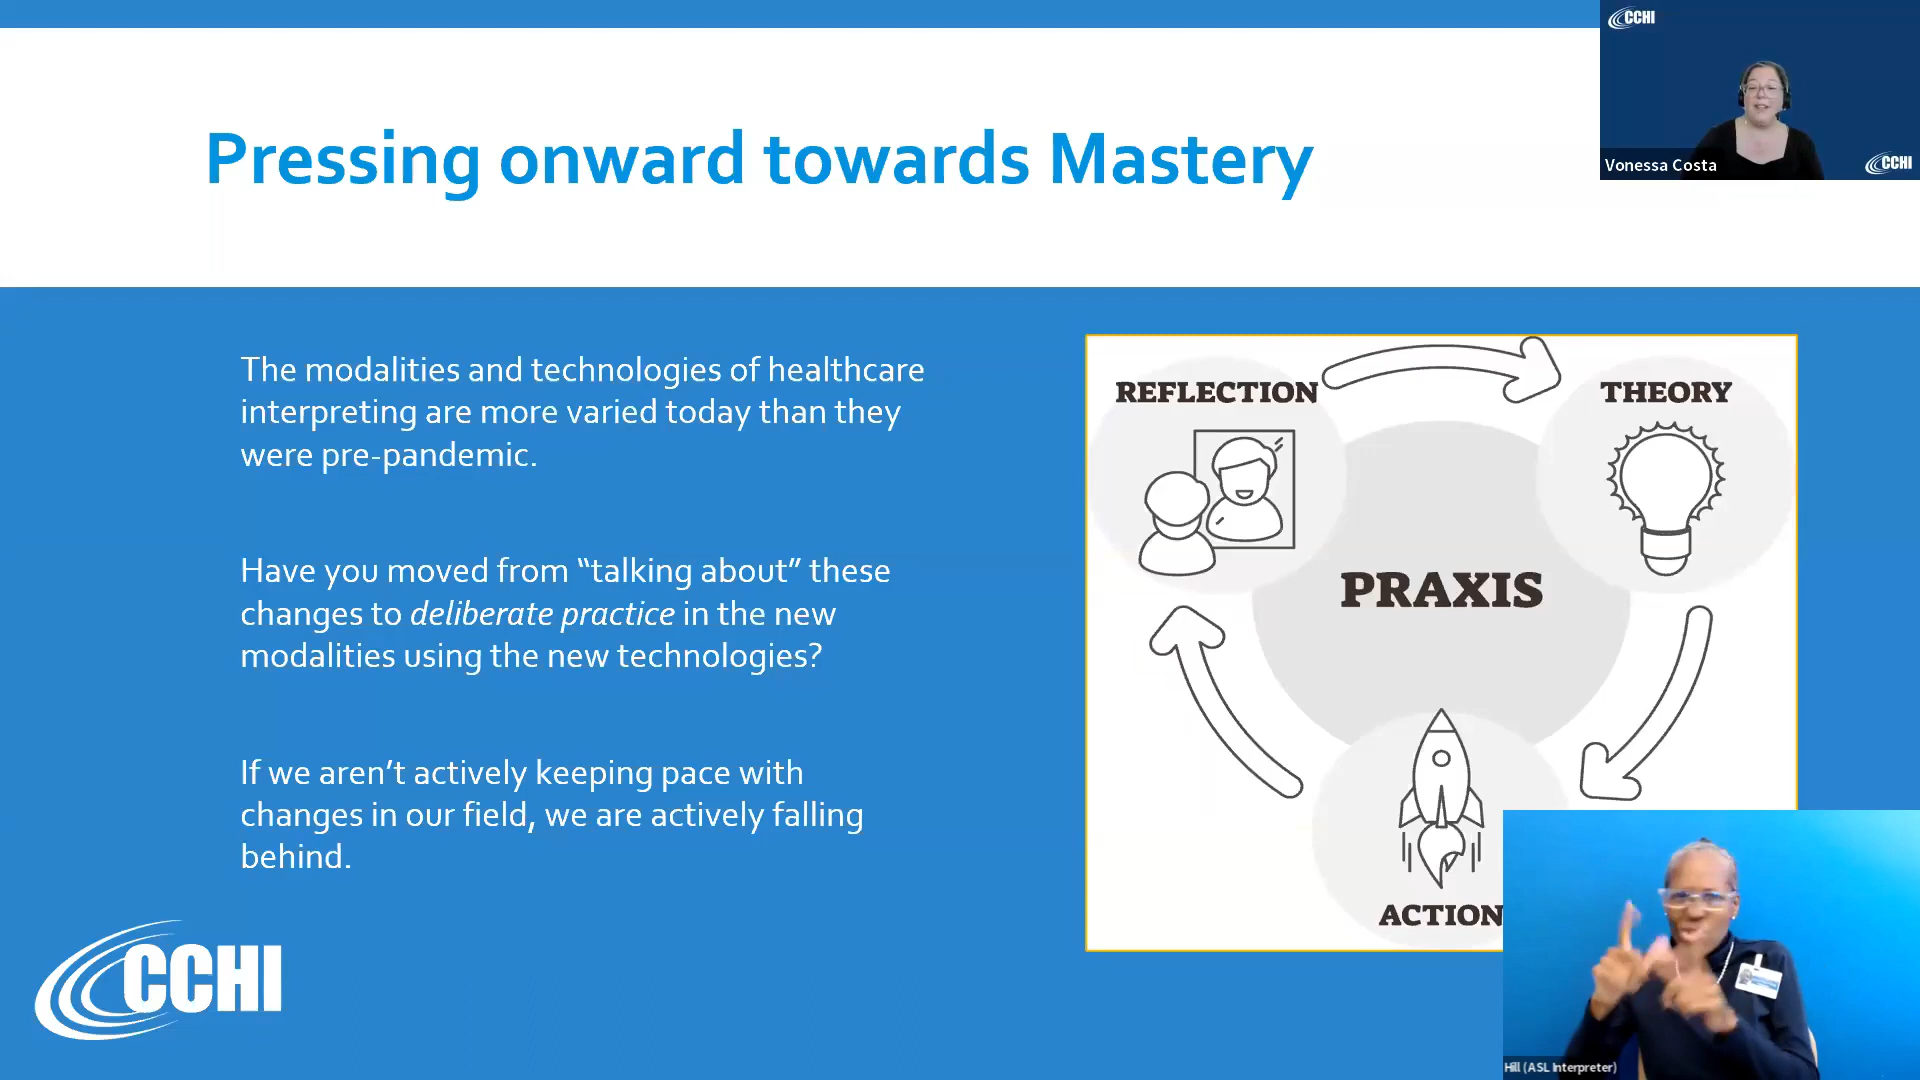 CCHI
Vonessa Costa
CCHI
Pressing onward towards Mastery
The modalities and technologies of healthcare
interpreting are more varied today than they
were pre-pandemic.
Have you moved from “talking about” these
changes to deliberate practice in the new
modalities using the new technologies?
If we aren’t actively keeping pace with
changes in our field, we are actively falling
behind.
REFLECTION
THEORY
PRAXIS
ACTION
CCHI
Hill (ASL Interpreter)